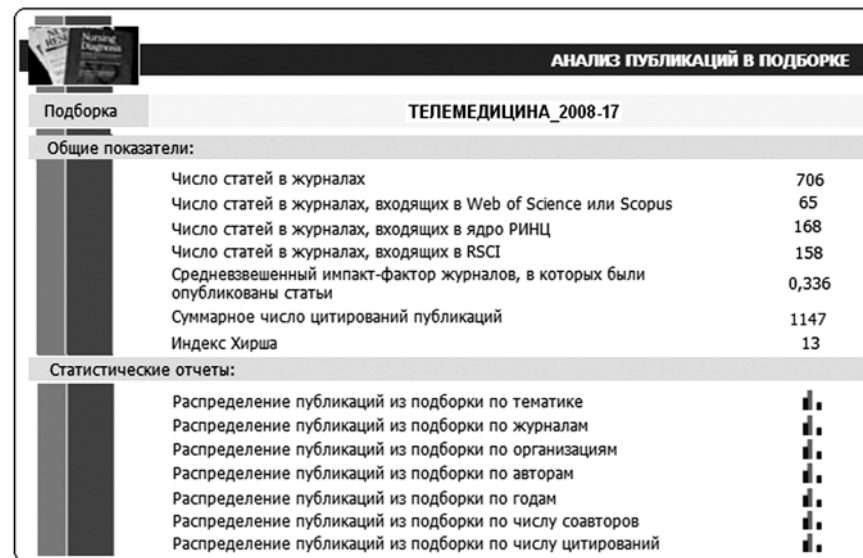 Nursing
Diagnosis
АНАЛИЗ ПУБЛИКАЦИЙ В ПОДБОРКЕ
Подборка ТЕЛЕМЕДИЦИНА_2008-17
Общие показатели:
Число статей в журналах 706
Число статей в журналах, входящих в Web of Science или Scopus 65
Число статей в журналах, входящих в ядро РИНЦ 168
Число статей в журналах, входящих в RSCI 158
Средневзвешенный импакт-фактор журналов, в которых были
опубликованы статьи 0,336
Суммарное число цитирований публикаций 1147
Индекс Хирша 13
Статистические отчеты:
Распределение публикаций из подборки по тематике
Распределение публикаций из подборки по журналам
Распределение публикаций из подборки по организациям
Распределение публикаций из подборки по авторам
Распределение публикаций из подборки по годам
Распределение публикаций из подборки по числу соавторов
Распределение публикаций из подборки по числу цитирований